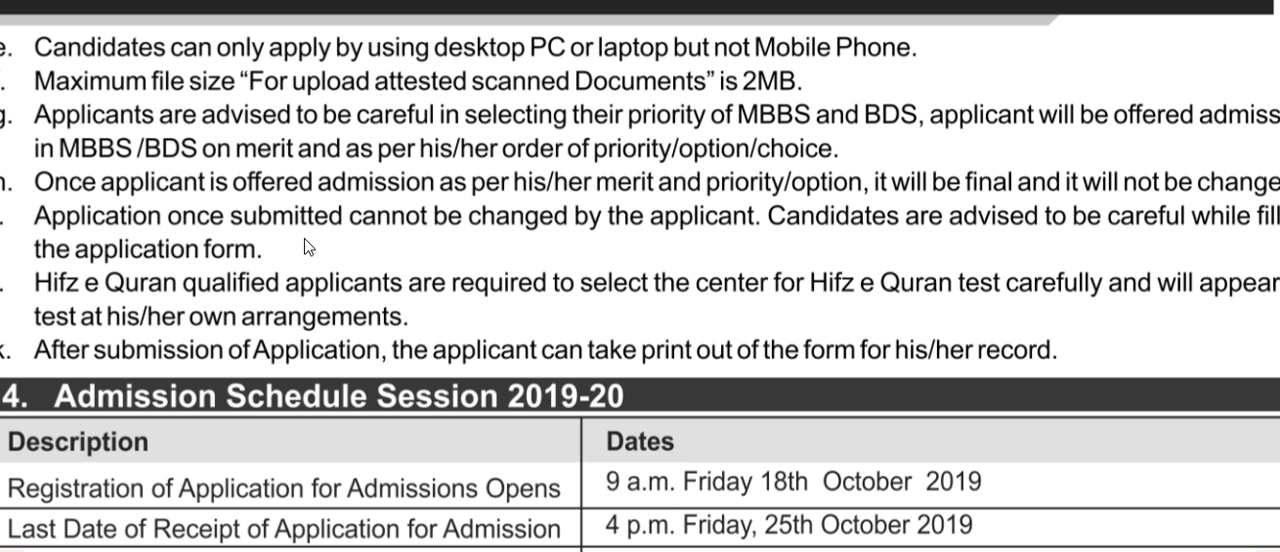 e. Candidates can only apply by using desktop PC or laptop but not Mobile Phone.
. Maximum file size “For upload attested scanned Documents” is 2MB.
g. Applicants are advised to be careful in selecting their priority of MBBS and BDS, applicant will be offered admiss
in MBBS /BDS on merit and as per his/her order of priority/option/choice.
h. Once applicant is offered admission as per his/her merit and priority/option, it will be final and it will not be change
. Application once submitted cannot be changed by the applicant. Candidates are advised to be careful while fill
the application form.
. Hifz e Quran qualified applicants are required to select the center for Hifz e Quran test carefully and will appear
test at his/her own arrangements.
k. After submission of Application, the applicant can take print out of the form for his/her record.
4. Admission Schedule Session 2019-20
Description Dates
Registration of Application for Admissions Opens 9 a.m. Friday 18th October 2019
Last Date of Receipt of Application for Admission 4 p.m. Friday, 25th October 2019